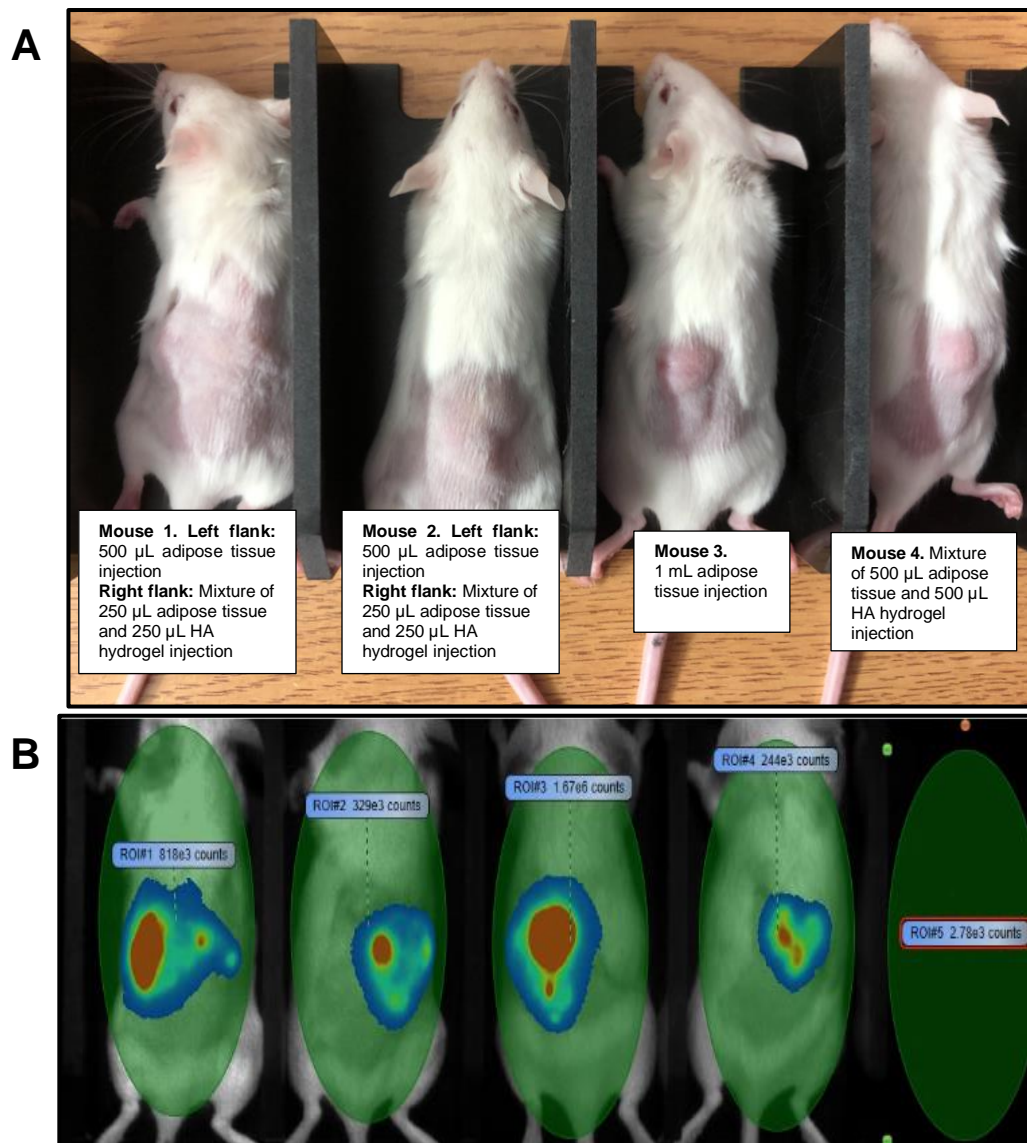 A
Mouse 1. Left flank:
500 µL adipose tissue
injection
Right flank: Mixture of
250 µL adipose tissue
and 250 µL HA
hydrogel injection
Mouse 2. Left flank:
500 µL adipose tissue
injection
Right flank: Mixture of
250 µL adipose tissue
and 250 µL HA
hydrogel injection
Mouse 3.
1 mL adipose
tissue injection
Mouse 4. Mixture
of 500 µL adipose
tissue and 500 µL
HA hydrogel
injection
B
ROI#1 818e3 counts
ROI#2 329e3 counts
ROI#3 1.67e6 counts
ROI#4 244e3 counts
ROI#5 2.78e3 counts